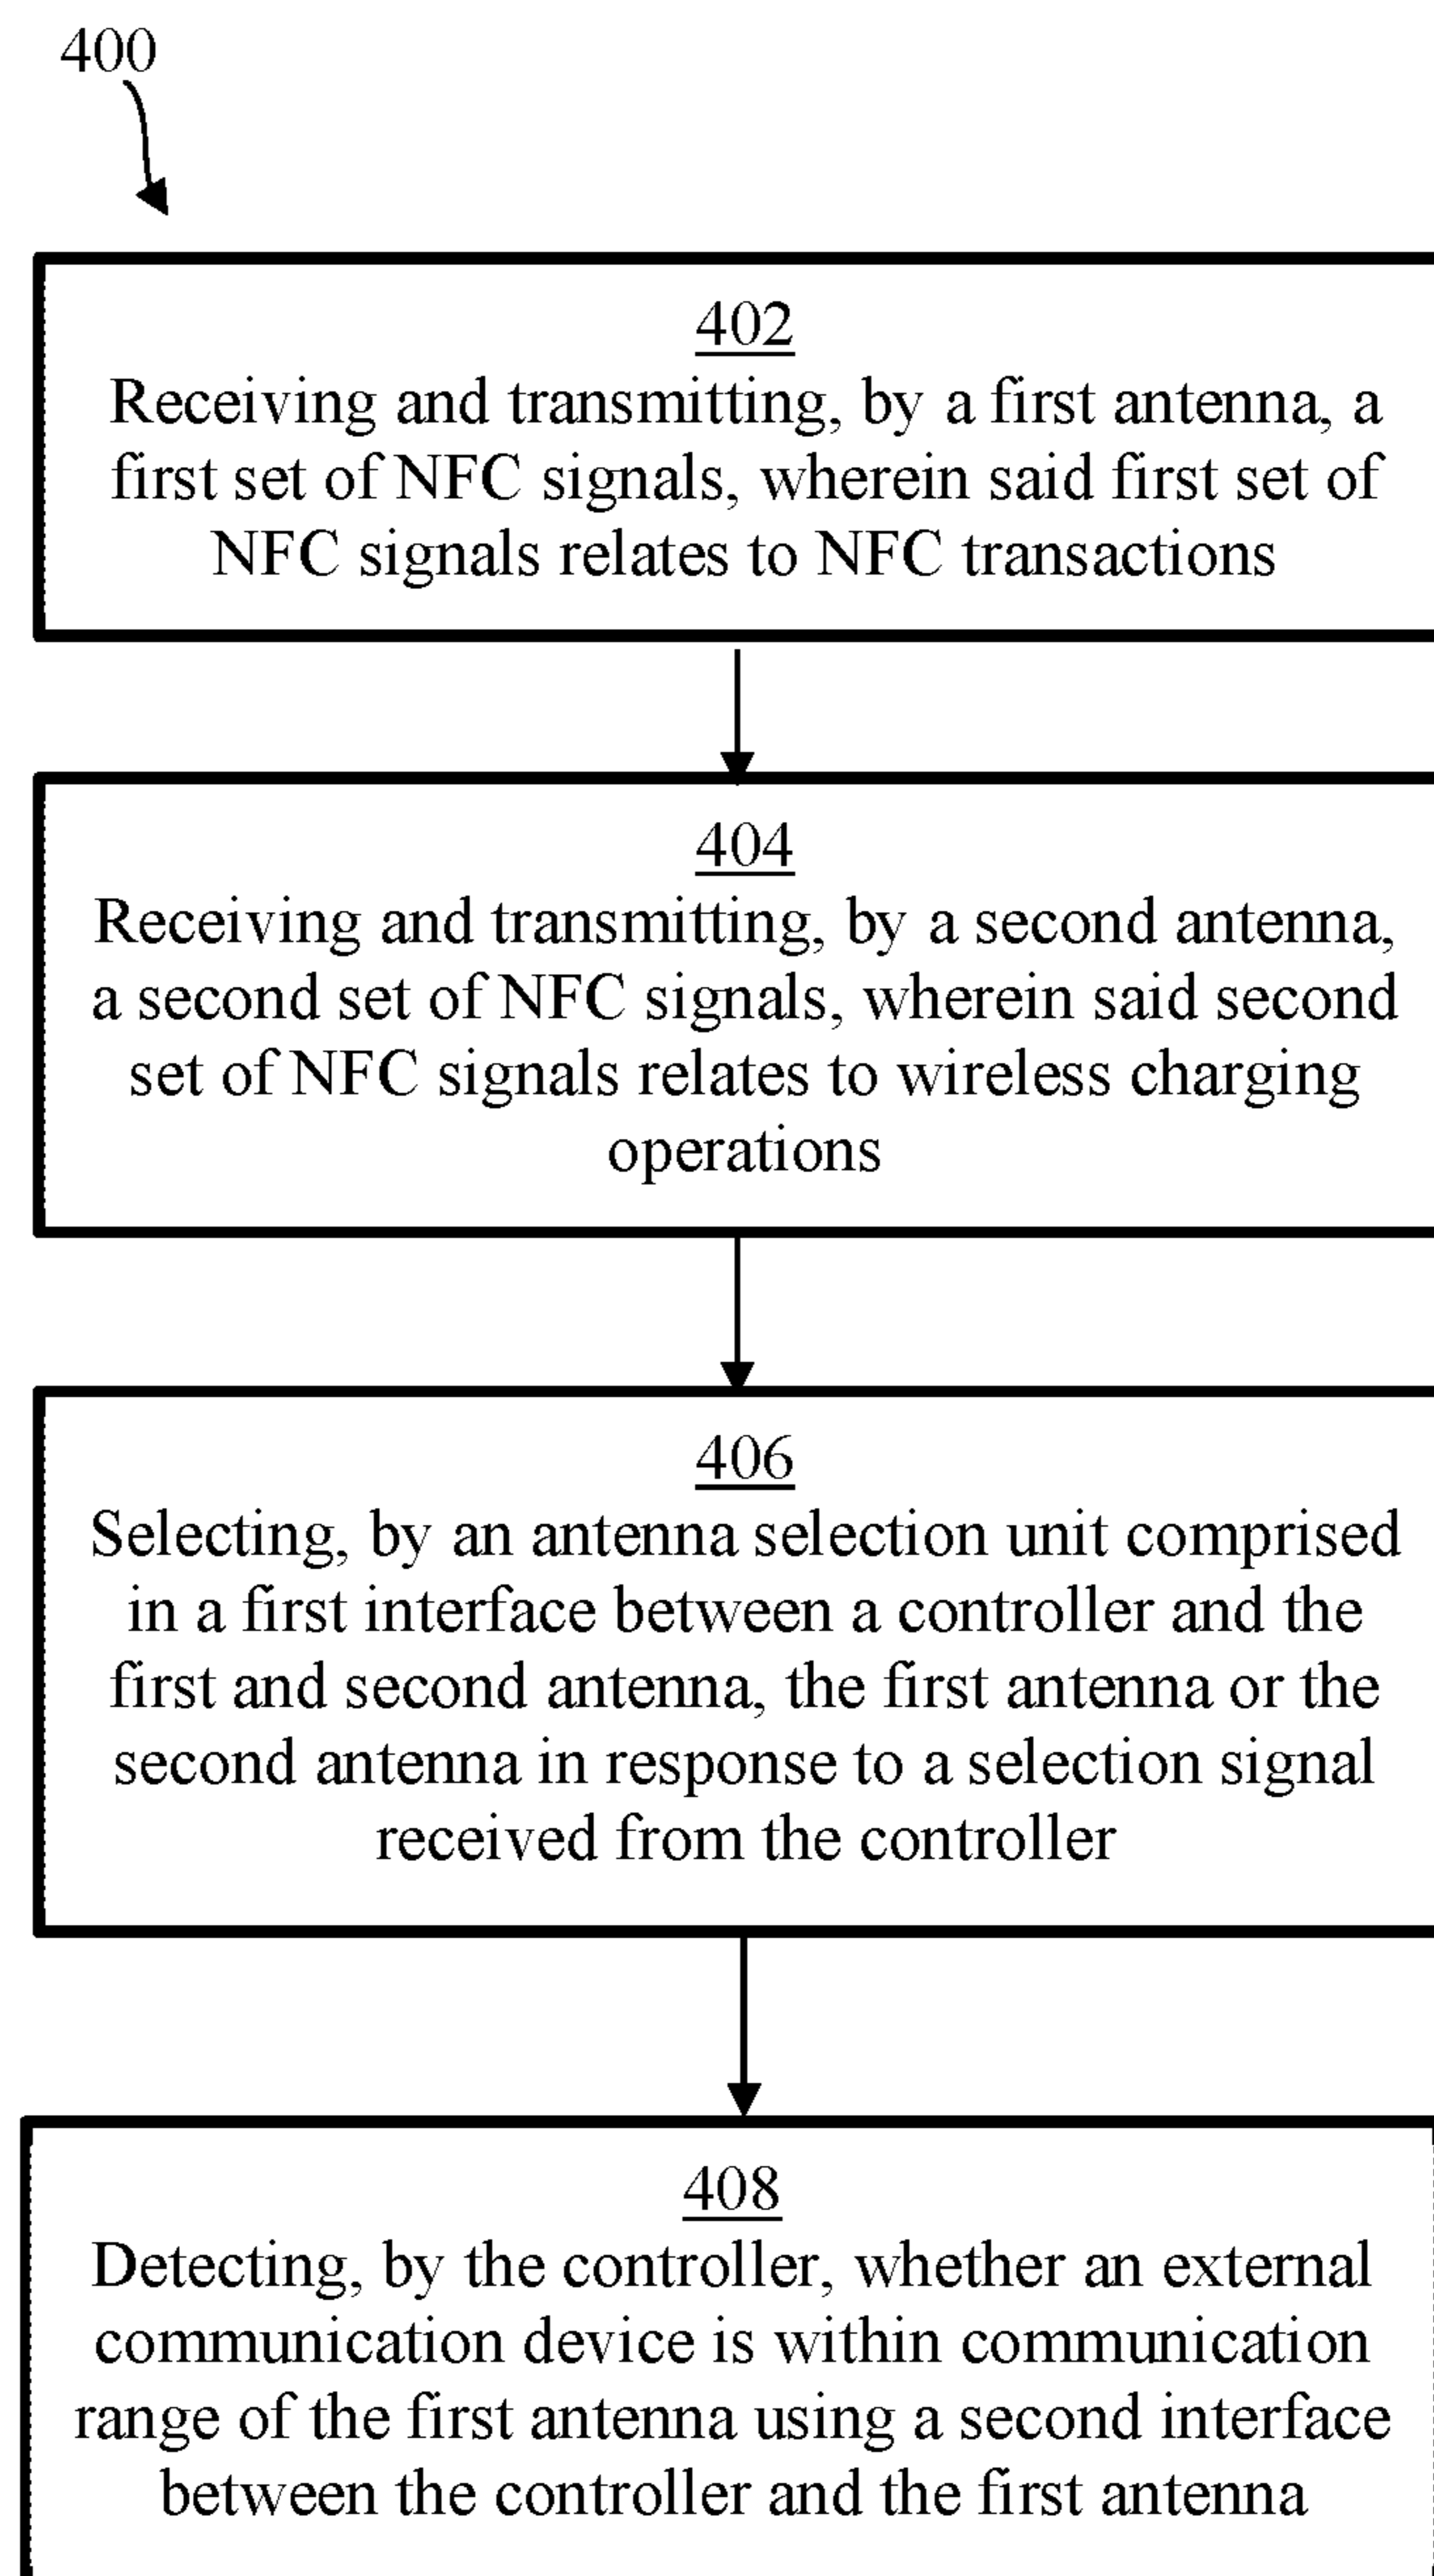 400
402
Receiving and transmitting, by a first antenna, a
first set of NFC signals, wherein said first set of
NFC signals relates to NFC transactions
404
Receiving and transmitting, by a second antenna,
a second set of NFC signals, wherein said second
set of NFC signals relates to wireless charging
operations
406
Selecting, by an antenna selection unit comprised
in a first interface between a controller and the
first and second antenna, the first antenna or the
second antenna in response to a selection signal
received from the controller
408
Detecting, by the controller, whether an external
communication device is within communication
range of the first antenna using a second interface
between the controller and the first antenna